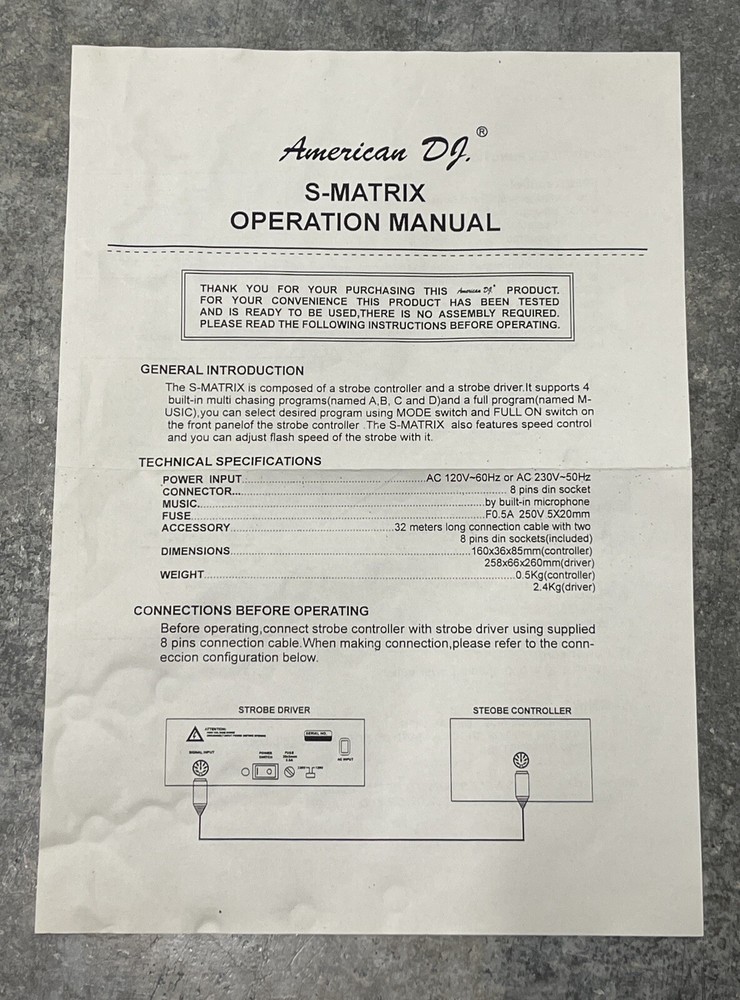 American DJ.®
S-MATRIX
OPERATION MANUAL
THANK YOU FOR YOUR PURCHASING THIS American DJ® PRODUCT.
FOR YOUR CONVENIENCE THIS PRODUCT HAS BEEN TESTED
AND IS READY TO BE USED,THERE IS NO ASSEMBLY REQUIRED.
PLEASE READ THE FOLLOWING INSTRUCTIONS BEFORE OPERATING.
GENERAL INTRODUCTION
The S-MATRIX is composed of a strobe controller and a strobe driver.It supports 4
built-in multi chasing programs(named A,B, C and D)and a full program(named M-
USIC),you can select desired program using MODE switch and FULL ON switch on
the front panelof the strobe controller .The S-MATRIX also features speed control
and you can adjust flash speed of the strobe with it.
TECHNICAL SPECIFICATIONS
POWER INPUT...AC 120V~60Hz or AC 230V~50Hz
CONNECTOR...8 pins din socket
MUSIC...by built-in microphone
FUSE...F0.5A 250V 5X20mm
ACCESSORY...32 meters long connection cable with two
8 pins din sockets(included)
DIMENSIONS...160x36x85mm(controller)
258x66x260mm(driver)
WEIGHT...0.5Kg(controller)
2.4Kg(driver)
CONNECTIONS BEFORE OPERATING
Before operating,connect strobe controller with strobe driver using supplied
8 pins connection cable.When making connection,please refer to the conn-
eccion configuration below.
STROBE DRIVER
STEOBE CONTROLLER
ATTENTION:
SERIAL NO.
SIGNAL INPUT
POWER
SWITCH
FUSE
AC INPUT